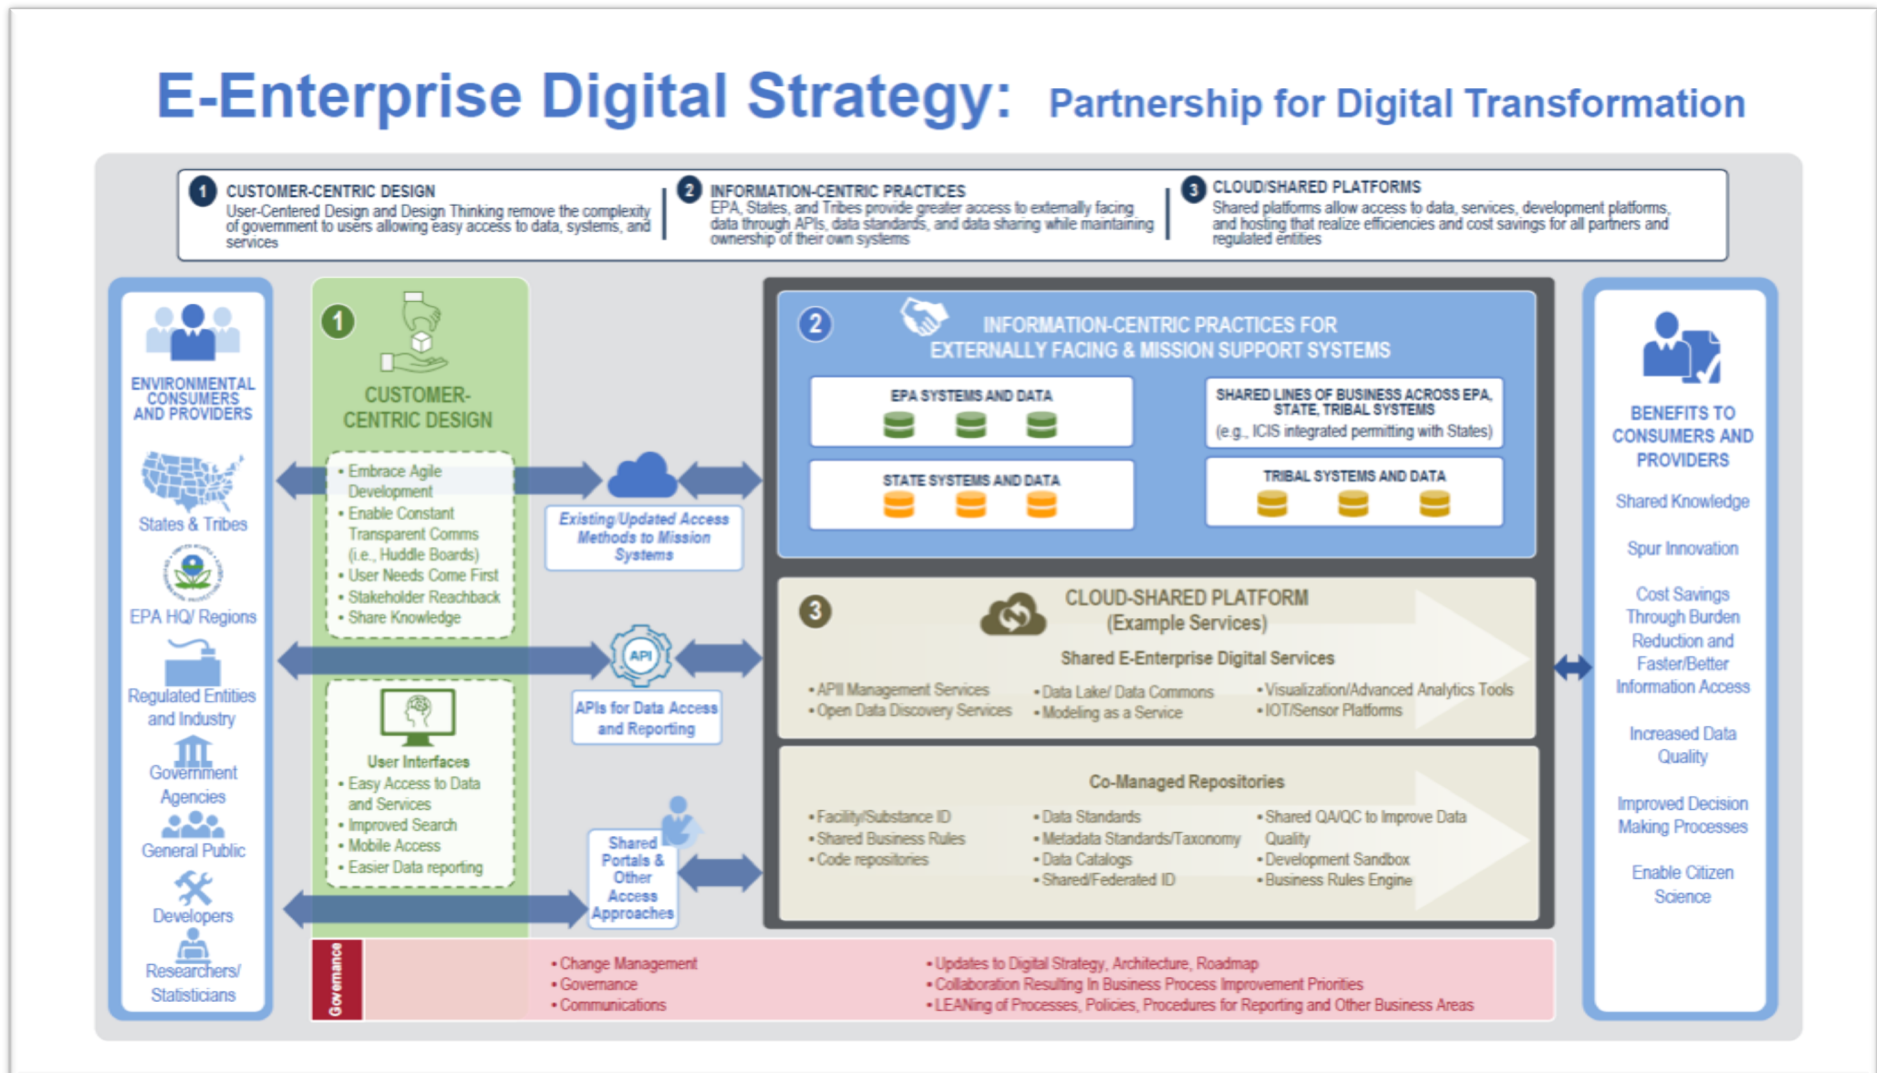 E-Enterprise Digital Strategy: Partnership for Digital Transformation
1
CUSTOMER-CENTRIC DESIGN
User-Centered Design and Design Thinking remove the complexity
of government to users allowing easy access to data, systems, and
services
2
INFORMATION-CENTRIC PRACTICES
EPA, States, and Tribes provide greater access to externally facing
data through APIs, data standards, and data sharing while maintaining
ownership of their own systems
3
CLOUD/SHARED PLATFORMS
Shared platforms allow access to data, services, development platforms,
and hosting that realize efficiencies and cost savings for all partners and
regulated entities
ENVIRONMENTAL
CONSUMERS
AND PROVIDERS
States & Tribes
EPA HQ/ Regions
Regulated Entities
and Industry
Government
Agencies
General Public
Developers
Researchers/
Statisticians
1
CUSTOMER-
CENTRIC DESIGN
• Embrace Agile
Development
• Enable Constant
Transparent Comms
(i.e., Huddle Boards)
• User Needs Come First
• Stakeholder Reachback
• Share Knowledge
User Interfaces
• Easy Access to Data
and Services
• Improved Search
• Mobile Access
• Easier Data reporting
Existing/Updated Access
Methods to Mission
Systems
API
APIs for Data Access
and Reporting
Shared
Portals &
Other
Access
Approaches
2
INFORMATION-CENTRIC PRACTICES FOR
EXTERNALLY FACING & MISSION SUPPORT SYSTEMS
EPA SYSTEMS AND DATA
SHARED LINES OF BUSINESS ACROSS EPA,
STATE, TRIBAL SYSTEMS
(e.g., ICIS integrated permitting with States)
STATE SYSTEMS AND DATA
TRIBAL SYSTEMS AND DATA
3
CLOUD-SHARED PLATFORM
(Example Services)
Shared E-Enterprise Digital Services
• APII Management Services
• Open Data Discovery Services
• Data Lake/ Data Commons
• Modeling as a Service
• Visualization/Advanced Analytics Tools
• IOT/Sensor Platforms
Co-Managed Repositories
• Facility/Substance ID
• Shared Business Rules
• Code repositories
• Data Standards
• Metadata Standards/Taxonomy
• Data Catalogs
• Shared/Federated ID
• Shared QA/QC to Improve Data
Quality
• Development Sandbox
• Business Rules Engine
BENEFITS TO
CONSUMERS AND
PROVIDERS
Shared Knowledge
Spur Innovation
Cost Savings
Through Burden
Reduction and
Faster/Better
Information Access
Increased Data
Quality
Improved Decision
Making Processes
Enable Citizen
Science
Governance
• Change Management
• Governance
• Communications
• Updates to Digital Strategy, Architecture, Roadmap
• Collaboration Resulting In Business Process Improvement Priorities
• LEANing of Processes, Policies, Procedures for Reporting and Other Business Areas